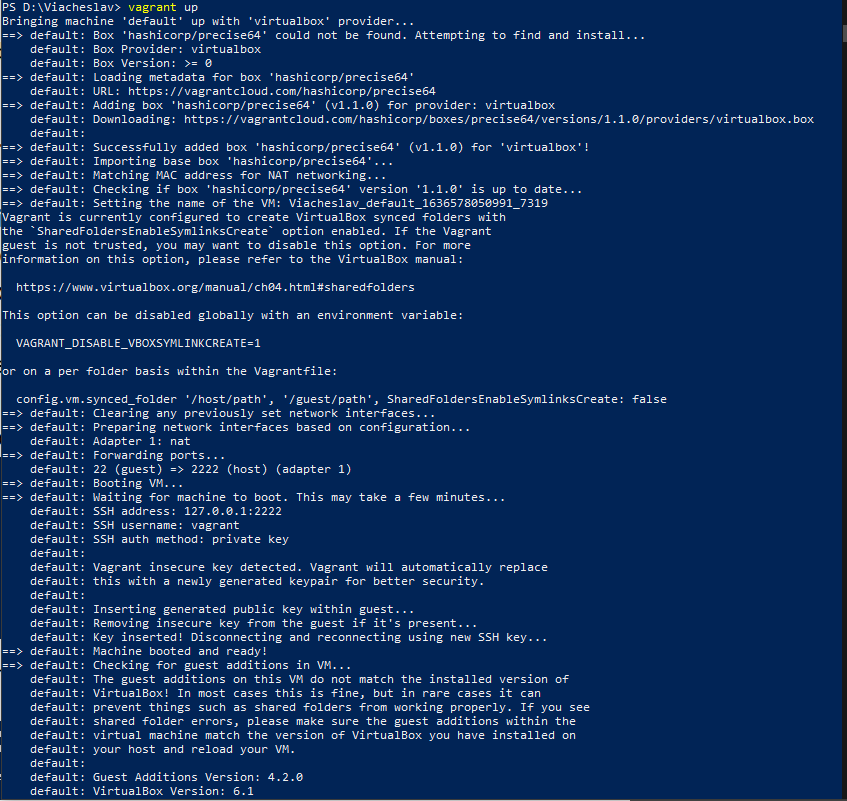 PS D:\Viacheslav> vagrant up
Bringing machine 'default' up with 'virtualbox' provider...
==> default: Box 'hashicorp/precise64' could not be found. Attempting to find and install...
    default: Box Provider: virtualbox
    default: Box Version: >= 0
==> default: Loading metadata for box 'hashicorp/precise64'
    default: URL: https://vagrantcloud.com/hashicorp/precise64
==> default: Adding box 'hashicorp/precise64' (v1.1.0) for provider: virtualbox
    default: Downloading: https://vagrantcloud.com/hashicorp/boxes/precise64/versions/1.1.0/providers/virtualbox.box
    default:
==> default: Successfully added box 'hashicorp/precise64' (v1.1.0) for 'virtualbox'!
==> default: Importing base box 'hashicorp/precise64'...
==> default: Matching MAC address for NAT networking...
==> default: Checking if box 'hashicorp/precise64' version '1.1.0' is up to date...
==> default: Setting the name of the VM: Viacheslav_default_1636578050991_7319
Vagrant is currently configured to create VirtualBox synced folders with
the `SharedFoldersEnableSymlinksCreate` option enabled. If the Vagrant
guest is not trusted, you may want to disable this option. For more
information on this option, please refer to the VirtualBox manual:

  https://www.virtualbox.org/manual/ch04.html#sharedfolders

This option can be disabled globally with an environment variable:

  VAGRANT_DISABLE_VBOXSYMLINKCREATE=1

or on a per folder basis within the Vagrantfile:

  config.vm.synced_folder '/host/path', '/guest/path', SharedFoldersEnableSymlinksCreate: false
==> default: Clearing any previously set network interfaces...
==> default: Preparing network interfaces based on configuration...
    default: Adapter 1: nat
==> default: Forwarding ports...
    default: 22 (guest) => 2222 (host) (adapter 1)
==> default: Booting VM...
==> default: Waiting for machine to boot. This may take a few minutes...
    default: SSH address: 127.0.0.1:2222
    default: SSH username: vagrant
    default: SSH auth method: private key
    default:
    default: Vagrant insecure key detected. Vagrant will automatically replace
    default: this with a newly generated keypair for better security.
    default:
    default: Inserting generated public key within guest...
    default: Removing insecure key from the guest if it's present...
    default: Key inserted! Disconnecting and reconnecting using new SSH key...
==> default: Machine booted and ready!
==> default: Checking for guest additions in VM...
    default: The guest additions on this VM do not match the installed version of
    default: VirtualBox! In most cases this is fine, but in rare cases it can
    default: prevent things such as shared folders from working properly. If you see
    default: shared folder errors, please make sure the guest additions within the
    default: virtual machine match the version of VirtualBox you have installed on
    default: your host and reload your VM.
    default:
    default: Guest Additions Version: 4.2.0
    default: VirtualBox Version: 6.1